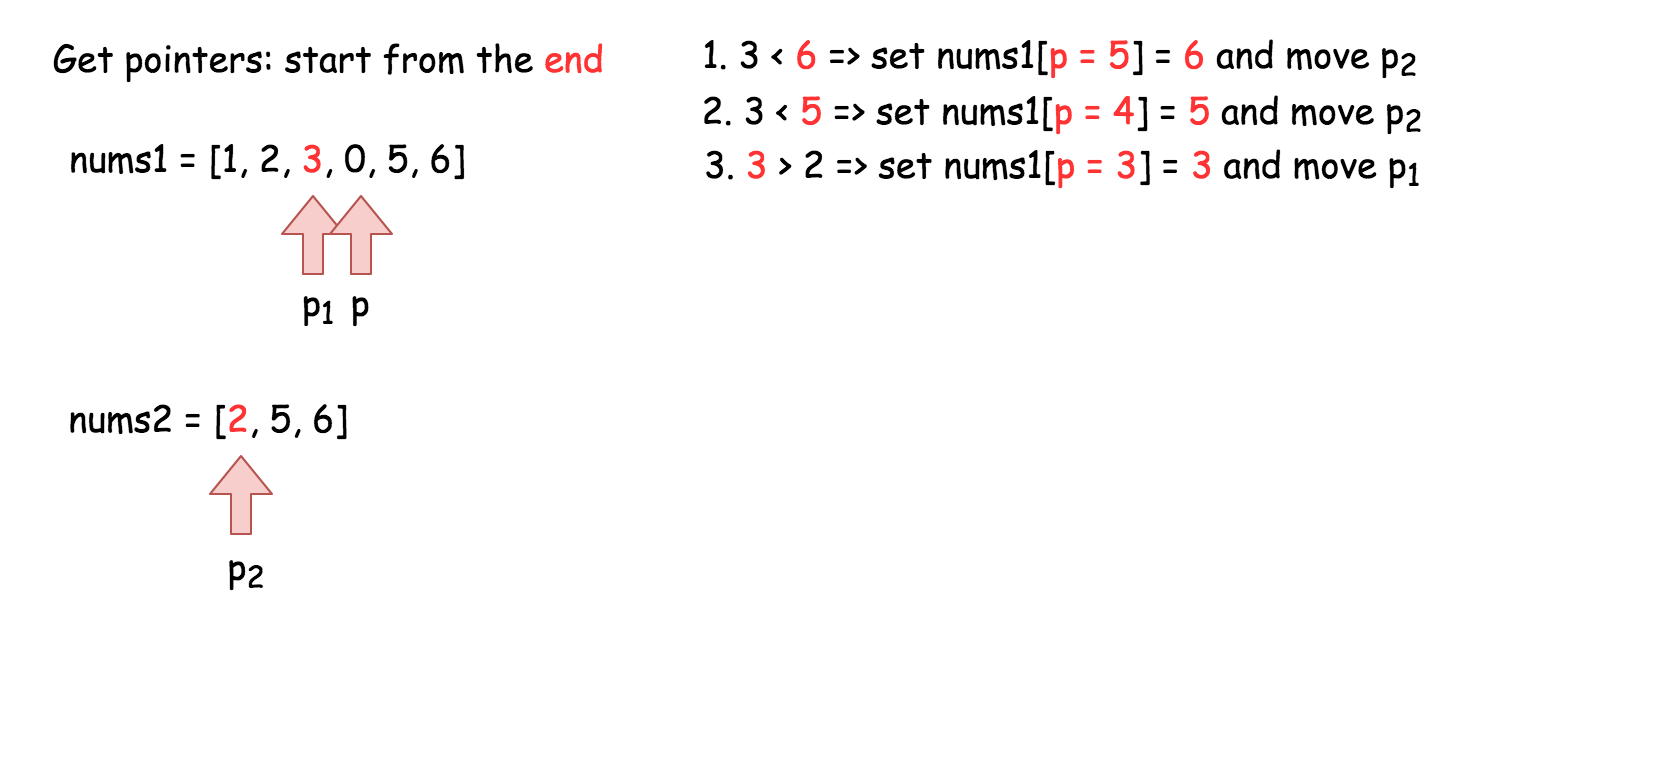 Get pointers: start from the end
nums1 = [1, 2, 3, 0, 5, 6]
p1 p
nums2 = [2, 5, 6]
p2
1. 3 < 6 => set nums1[p = 5] = 6 and move p2
2. 3 < 5 => set nums1[p = 4] = 5 and move p2
3. 3 > 2 => set nums1[p = 3] = 3 and move p1